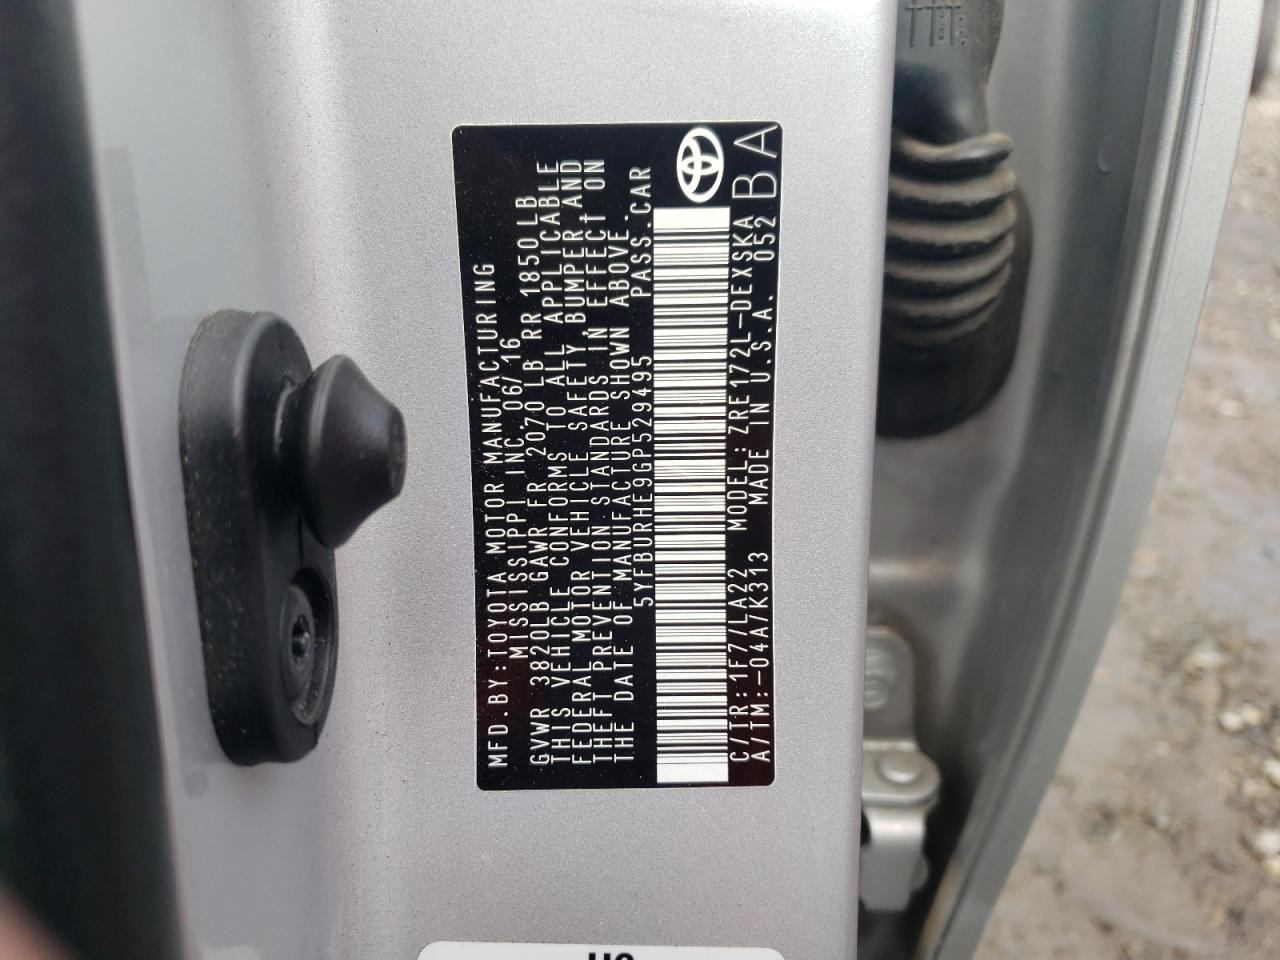 MFD.BY:TOYOTA MOTOR MANUFACTURING
MISSISSIPPI INC. 06/16
GVWR 3820LB GAWR FR 2070LB RR 1850LB
THIS VEHICLE CONFORMS TO ALL APPLICABLE
FEDERAL MOTOR VEHICLE SAFETY, BUMPER AND
THEFT PREVENTION STANDARDS IN EFFECT ON
THE DATE OF MANUFACTURE SHOWN ABOVE.
5YFBURHE9GP529495 PASS.CAR
C/TR:1F7/LA22 MODEL:ZRE172L-DEXSKA
A/TM:-04A/K313 MADE IN U.S.A. 052 BA